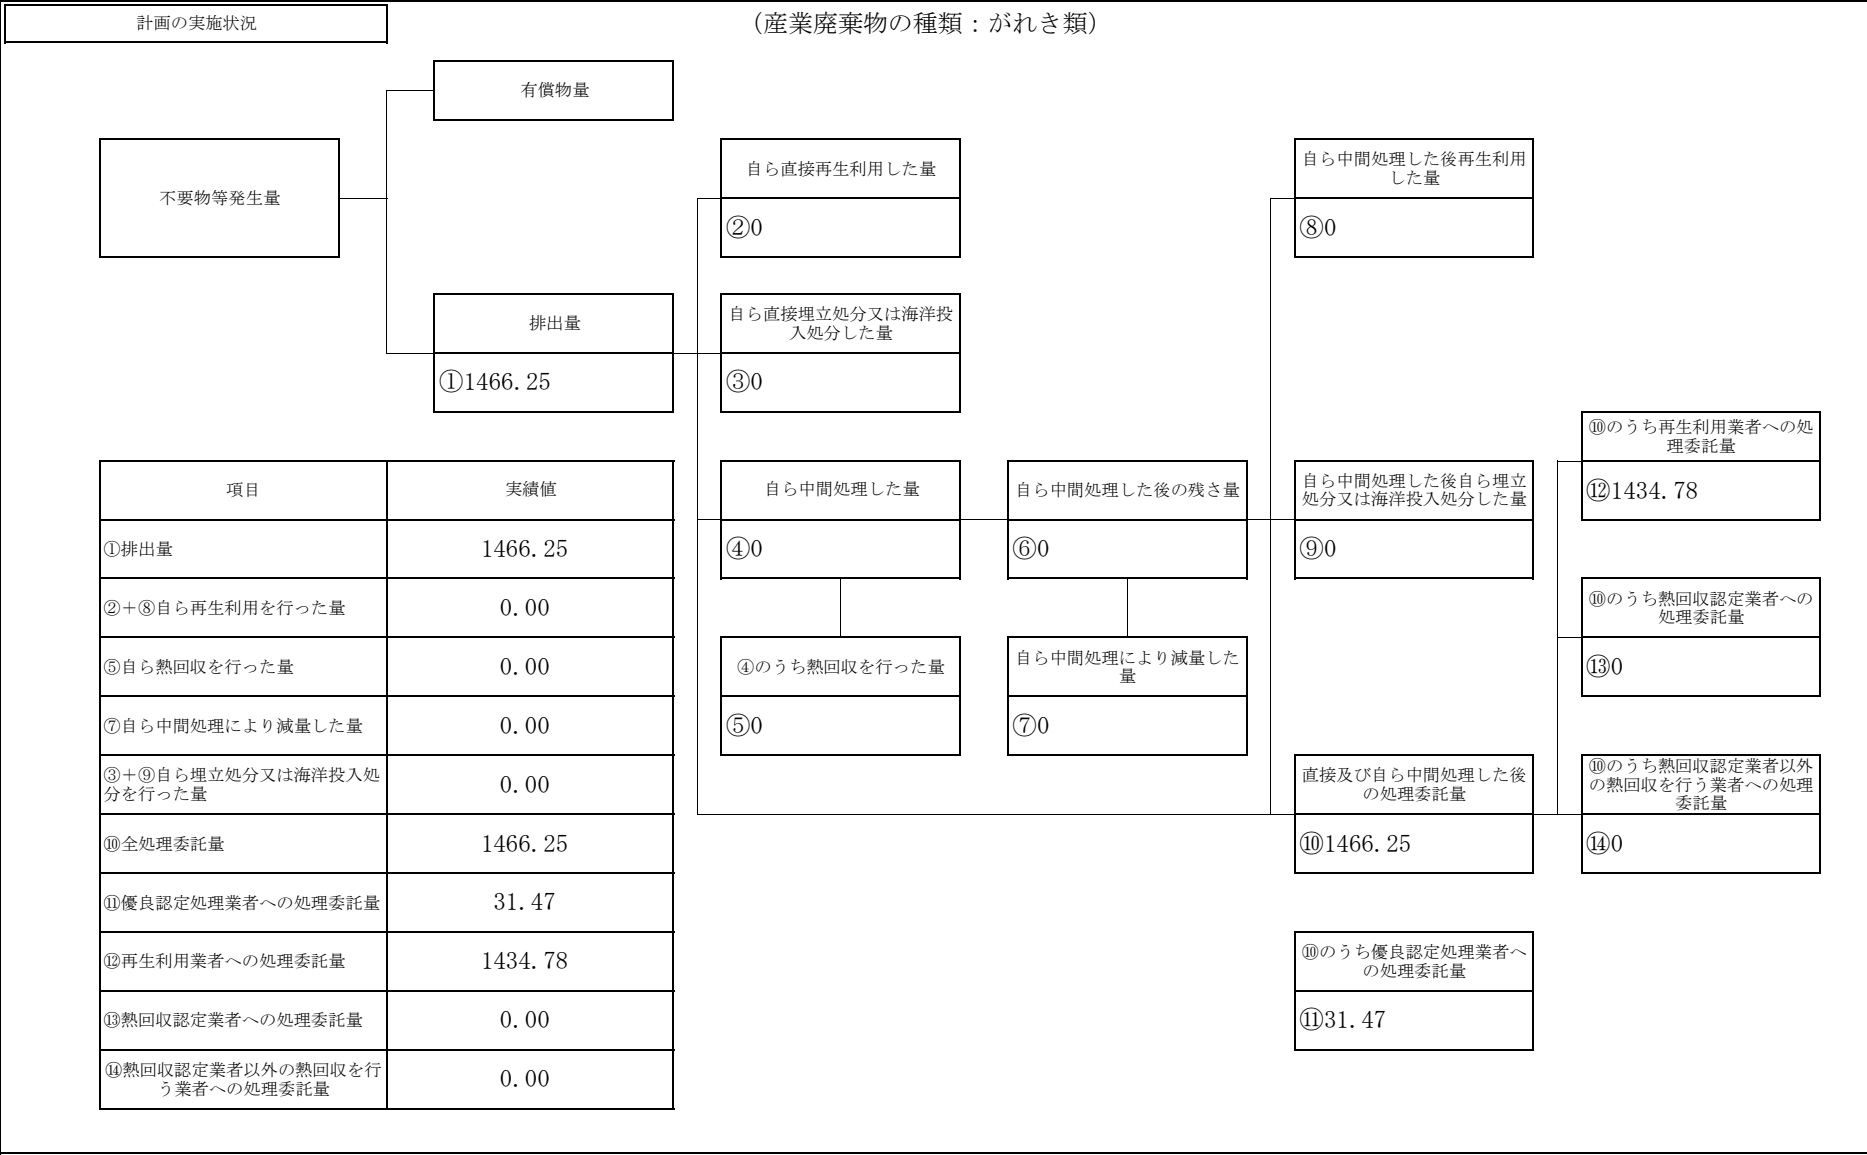 計画の実施状況
（産業廃棄物の種類：がれき類）
有償物量
不要物等発生量
自ら直接再生利用した量
②0
自ら中間処理した後再生利用
した量
⑧0
排出量
①1466.25
自ら直接埋立処分又は海洋投
入処分した量
③0
⑩のうち再生利用業者への処
理委託量
⑫1434.78
自ら中間処理した量
④0
自ら中間処理した後の残さ量
⑥0
自ら中間処理した後自ら埋立
処分又は海洋投入処分した量
⑨0
⑩のうち熱回収認定業者への
処理委託量
⑬0
④のうち熱回収を行った量
⑤0
自ら中間処理により減量した
量
⑦0
直接及び自ら中間処理した後
の処理委託量
⑩1466.25
⑩のうち熱回収認定業者以外
の熱回収を行う業者への処理
委託量
⑭0
⑩のうち優良認定処理業者へ
の処理委託量
⑪31.47
項目 実績値
①排出量 1466.25
②＋⑧自ら再生利用を行った量 0.00
⑤自ら熱回収を行った量 0.00
⑦自ら中間処理により減量した量 0.00
③＋⑨自ら埋立処分又は海洋投入処
分を行った量 0.00
⑩全処理委託量 1466.25
⑪優良認定処理業者への処理委託量 31.47
⑫再生利用業者への処理委託量 1434.78
⑬熱回収認定業者への処理委託量 0.00
⑭熱回収認定業者以外の熱回収を行
う業者への処理委託量 0.00